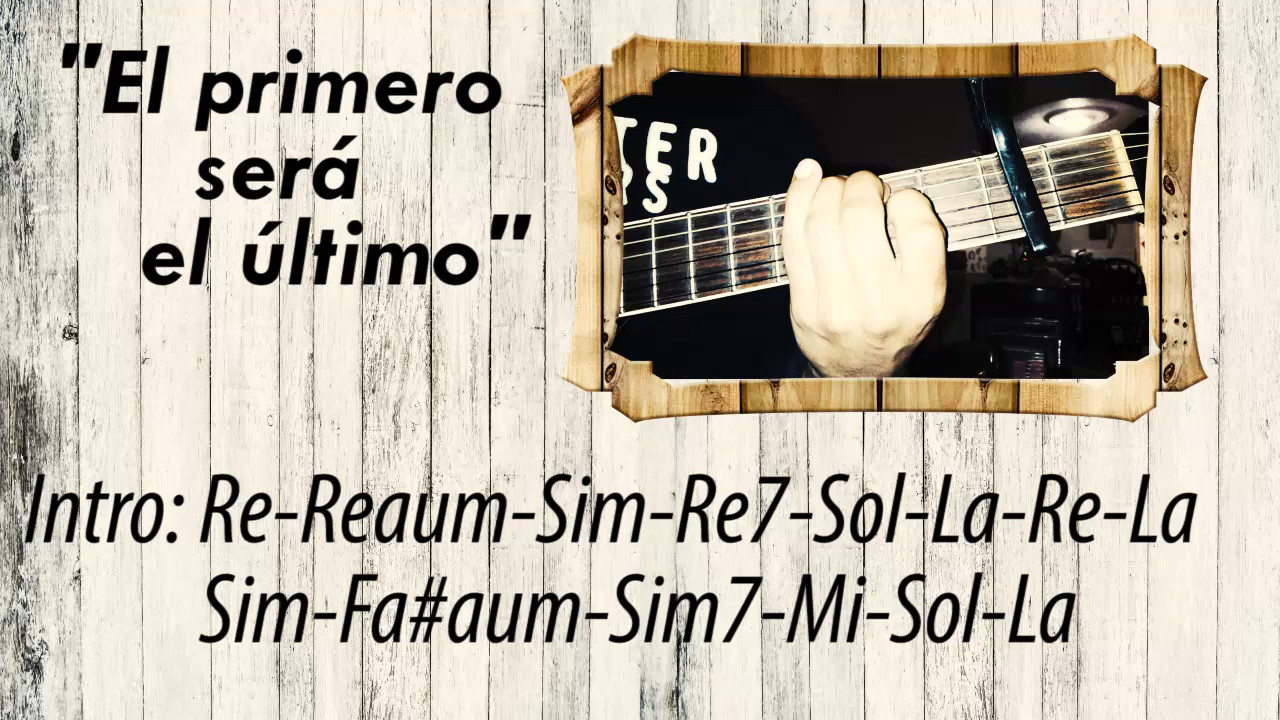 "El primero
será
el último"
TER
Intro: Re-Reaum-Sim-Re7-Sol-La-Re-La
Sim-Fa#aum-Sim7-Mi-Sol-La